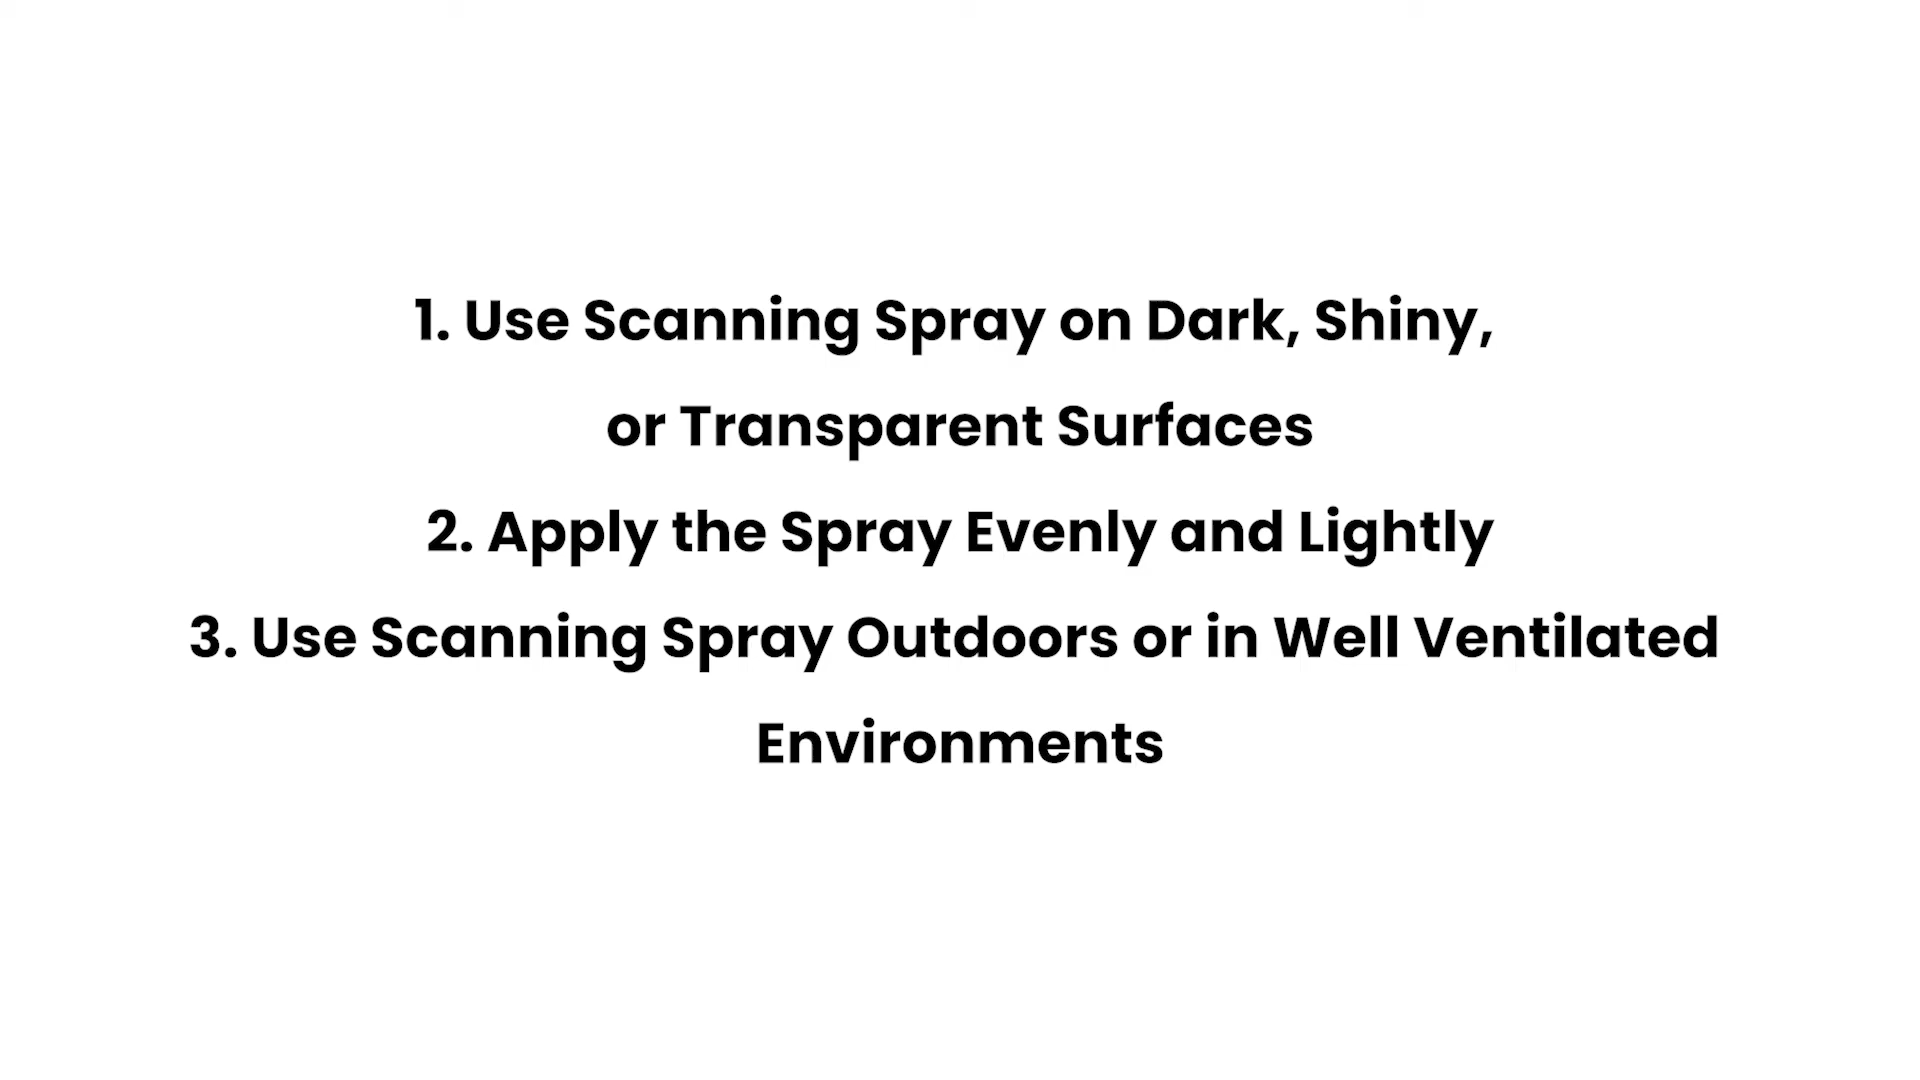 1. Use Scanning Spray on Dark, Shiny,
or Transparent Surfaces
2. Apply the Spray Evenly and Lightly
3. Use Scanning Spray Outdoors or in Well Ventilated
Environments